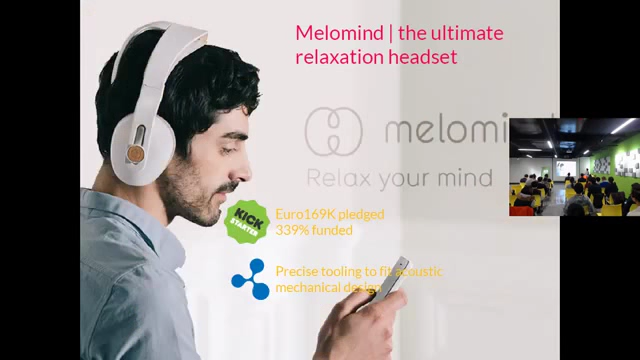 Melomind | the ultimate
relaxation headset
melomind
Relax your mind
KICK
STARTER
Euro169K pledged
339% funded
Precise tooling to fit acoustic
mechanical design